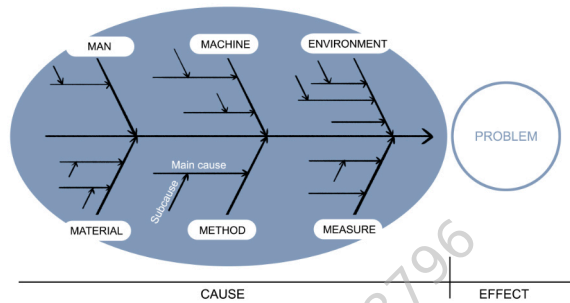 MAN
MACHINE
ENVIRONMENT
PROBLEM
Main cause
Subcause
MATERIAL
METHOD
MEASURE
CAUSE
EFFECT